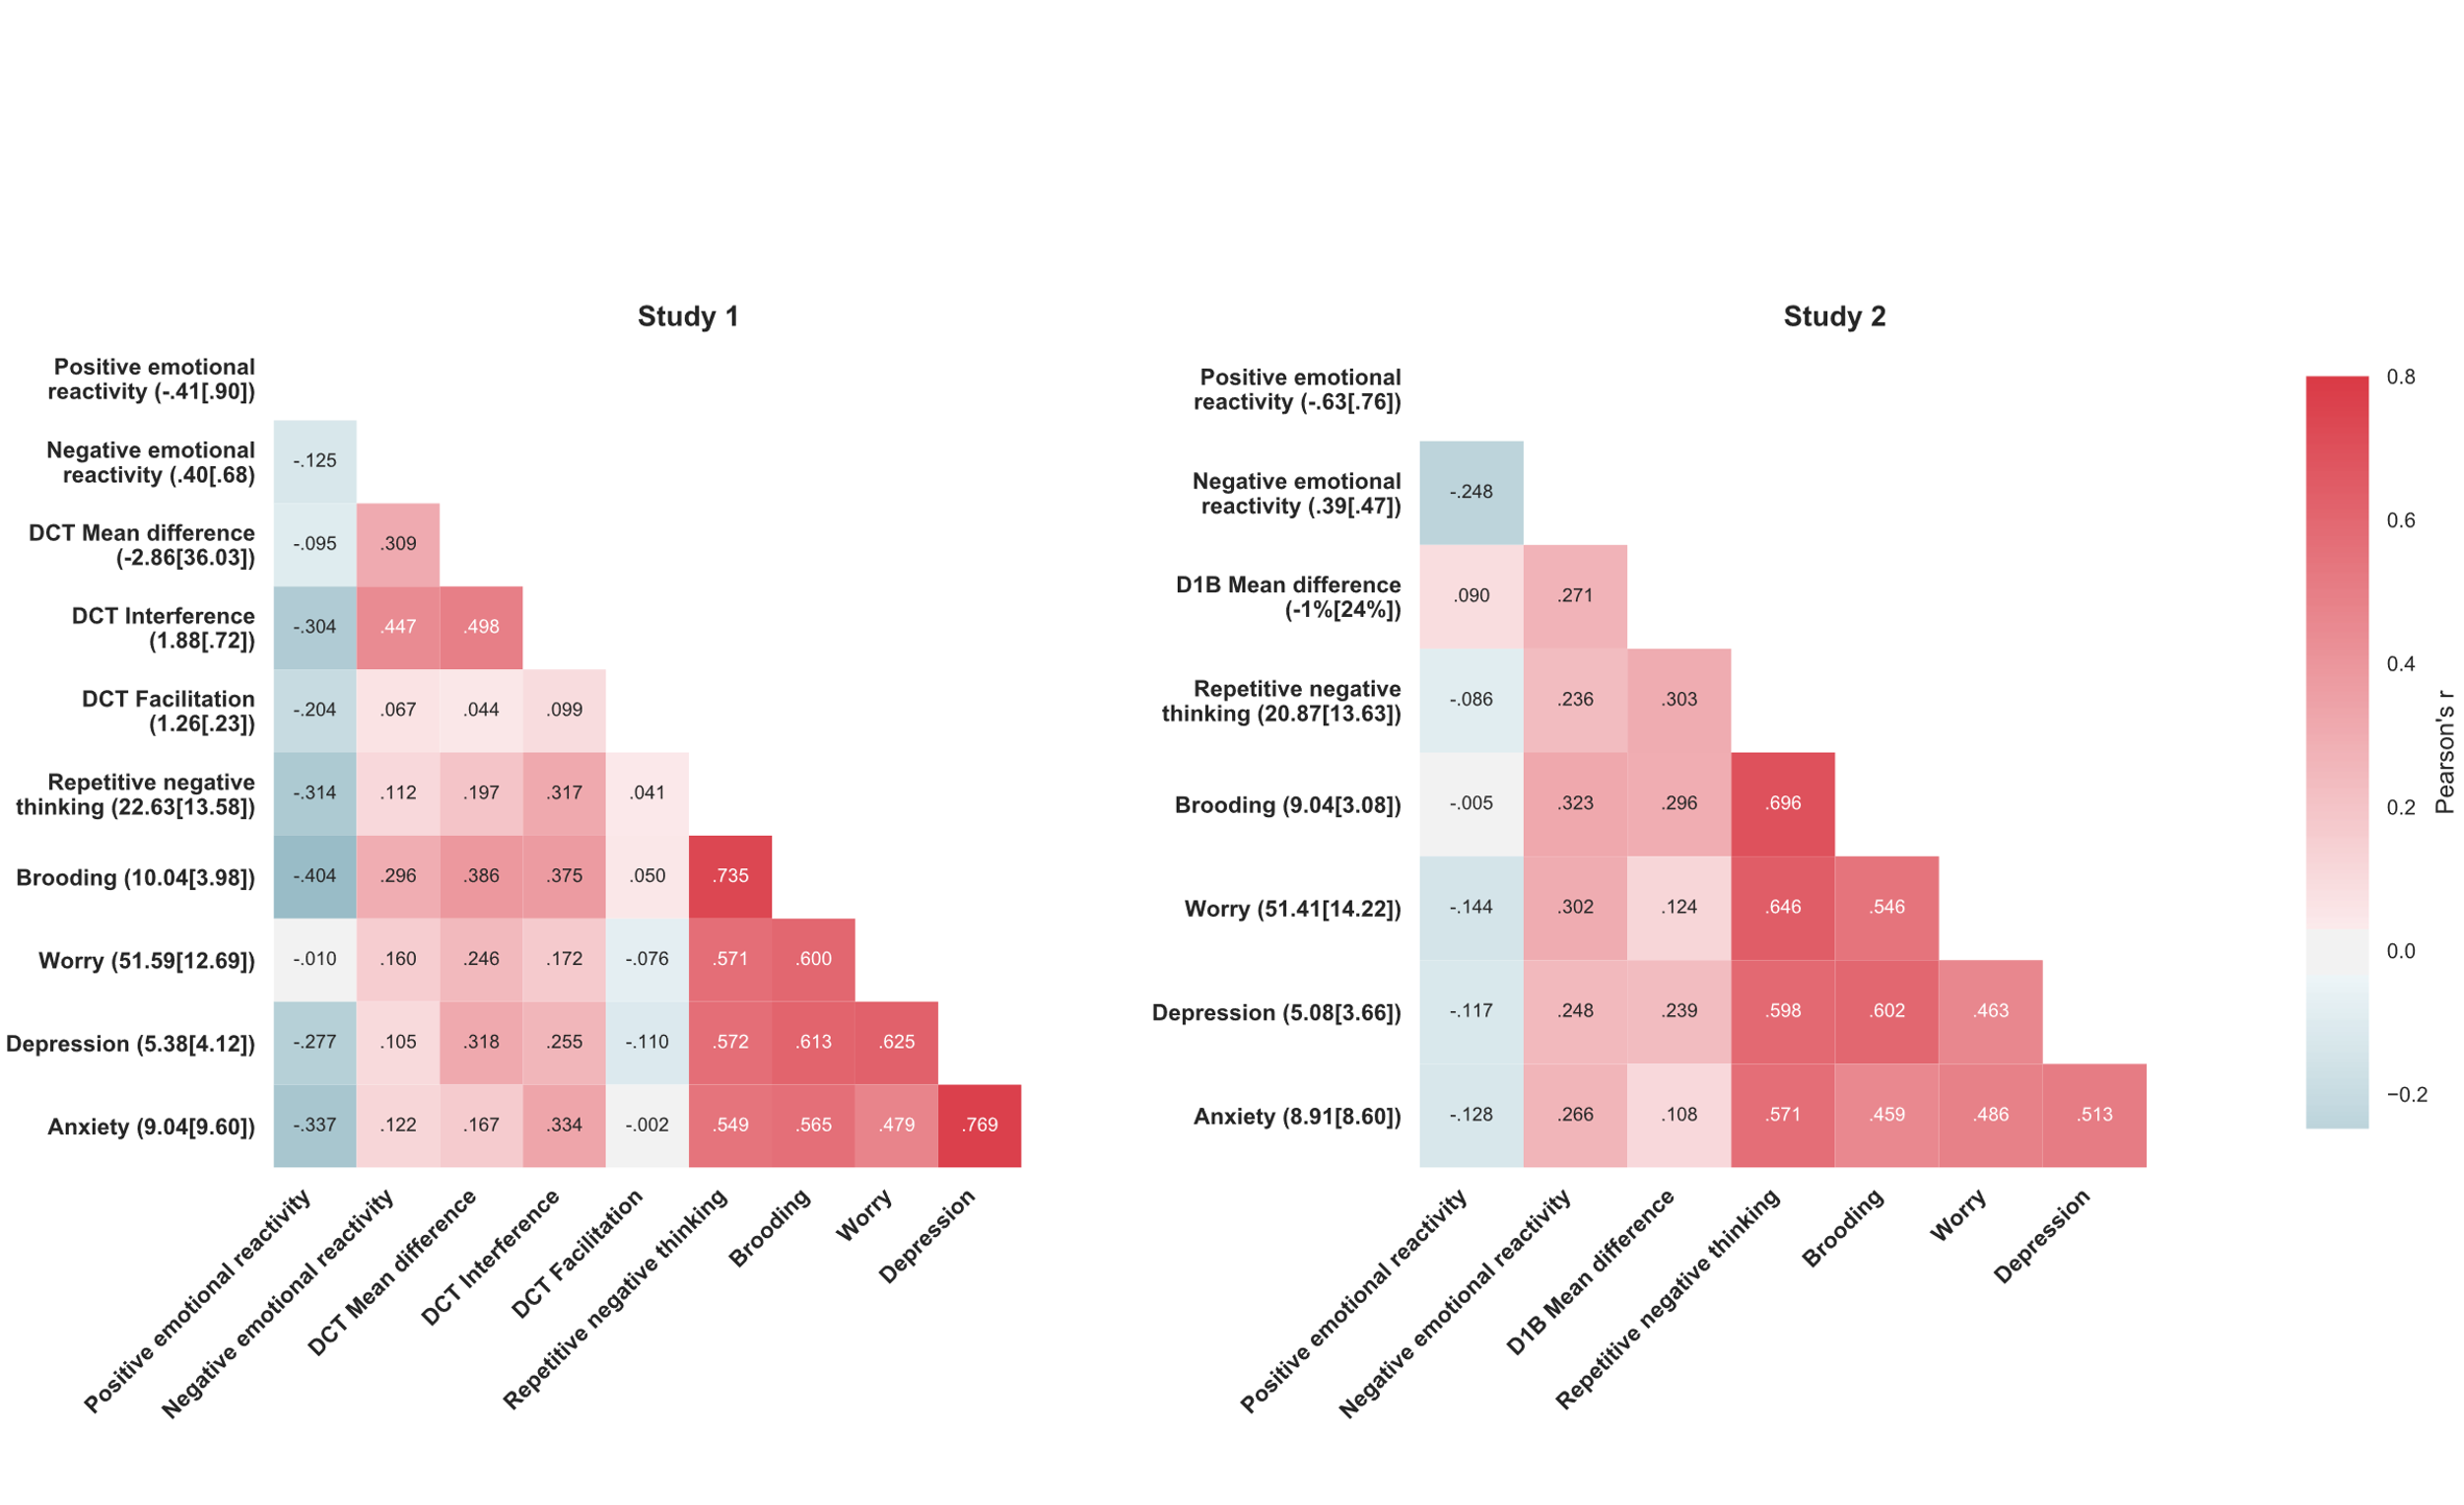 Study 1
Positive emotional
reactivity (-.41[.90])
Negative emotional
reactivity (.40[.68)
-.125
DCT Mean difference
(-2.86[36.03])
-.095 .309
DCT Interference
(1.88[.72])
-.304 .447 .498
DCT Facilitation
(1.26[.23])
-.204 .067 .044 .099
Repetitive negative
thinking (22.63[13.58])
-.314 .112 .197 .317 .041
Brooding (10.04[3.98]) -.404 .296 .386 .375 .050 .735
Worry (51.59[12.69]) -.010 .160 .246 .172 -.076 .571 .600
Depression (5.38[4.12]) -.277 .105 .318 .255 -.110 .572 .613 .625
Anxiety (9.04[9.60]) -.337 .122 .167 .334 -.002 .549 .565 .479 .769
Positive emotional reactivity
Negative emotional reactivity
DCT Mean difference
DCT Interference
DCT Facilitation
Repetitive negative thinking
Brooding
Worry
Depression
Study 2
Positive emotional
reactivity (-.63[.76])
Negative emotional
reactivity (.39[.47])
-.248
D1B Mean difference
(-1%[24%])
.090 .271
Repetitive negative
thinking (20.87[13.63])
-.086 .236 .303
Brooding (9.04[3.08]) -.005 .323 .296 .696
Worry (51.41[14.22]) -.144 .302 .124 .646 .546
Depression (5.08[3.66]) -.117 .248 .239 .598 .602 .463
Anxiety (8.91[8.60]) -.128 .266 .108 .571 .459 .486 .513
Positive emotional reactivity
Negative emotional reactivity
D1B Mean difference
Repetitive negative thinking
Brooding
Worry
Depression
0.8
0.6
0.4
0.2
0.0
−0.2
Pearson's r